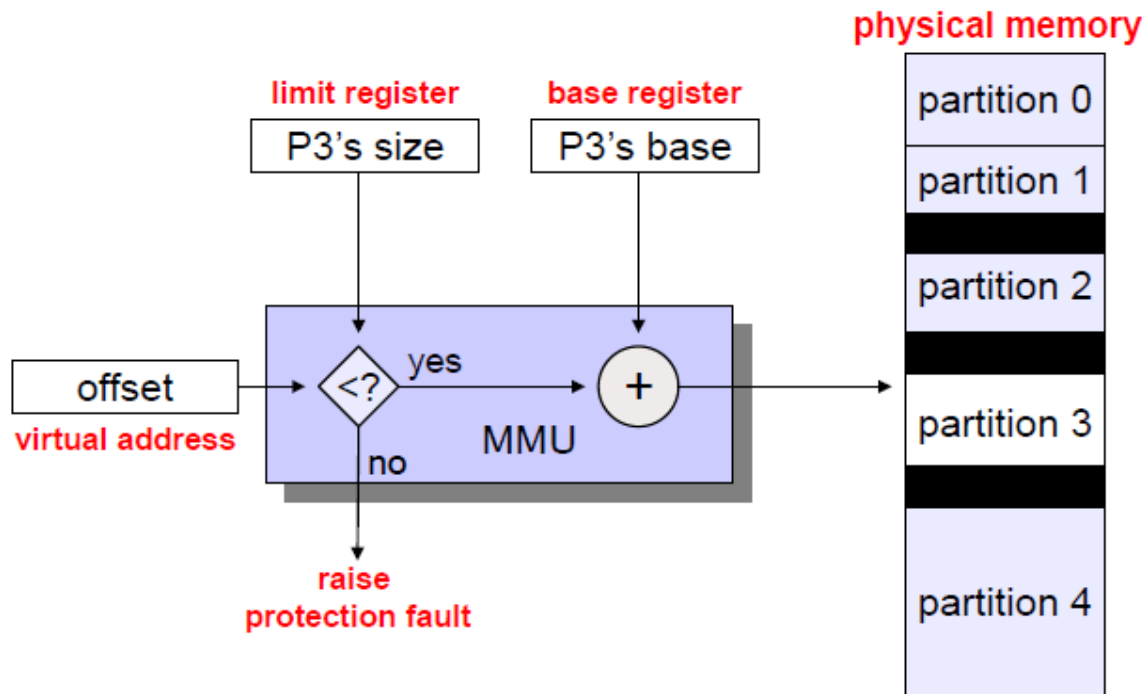 physical memory
limit register
base register
P3's size
P3's base
partition 0
partition 1
partition 2
partition 3
partition 4
offset
virtual address
<?
yes
+
MMU
no
raise
protection fault